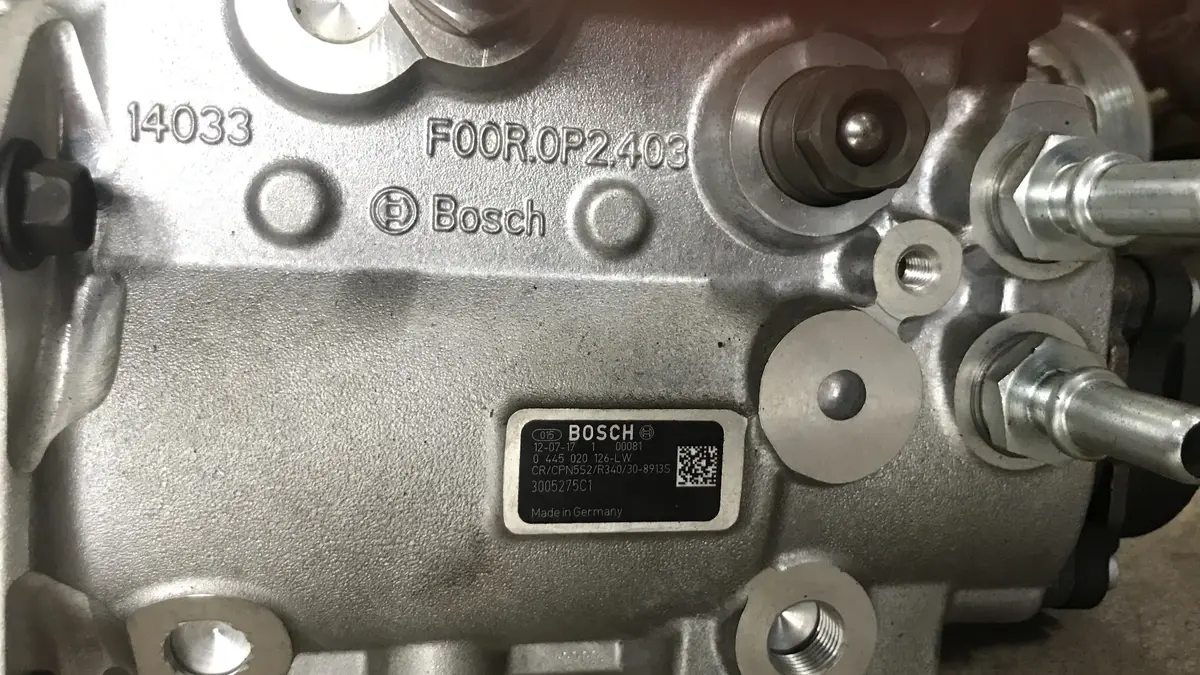 14033
F00R.0P2.403
Bosch
015 BOSCH
12-07-17 1 00081
0 445 020 126-LW
CR/CPN5S2/R340/30-8913S
3005275C1
Made in Germany